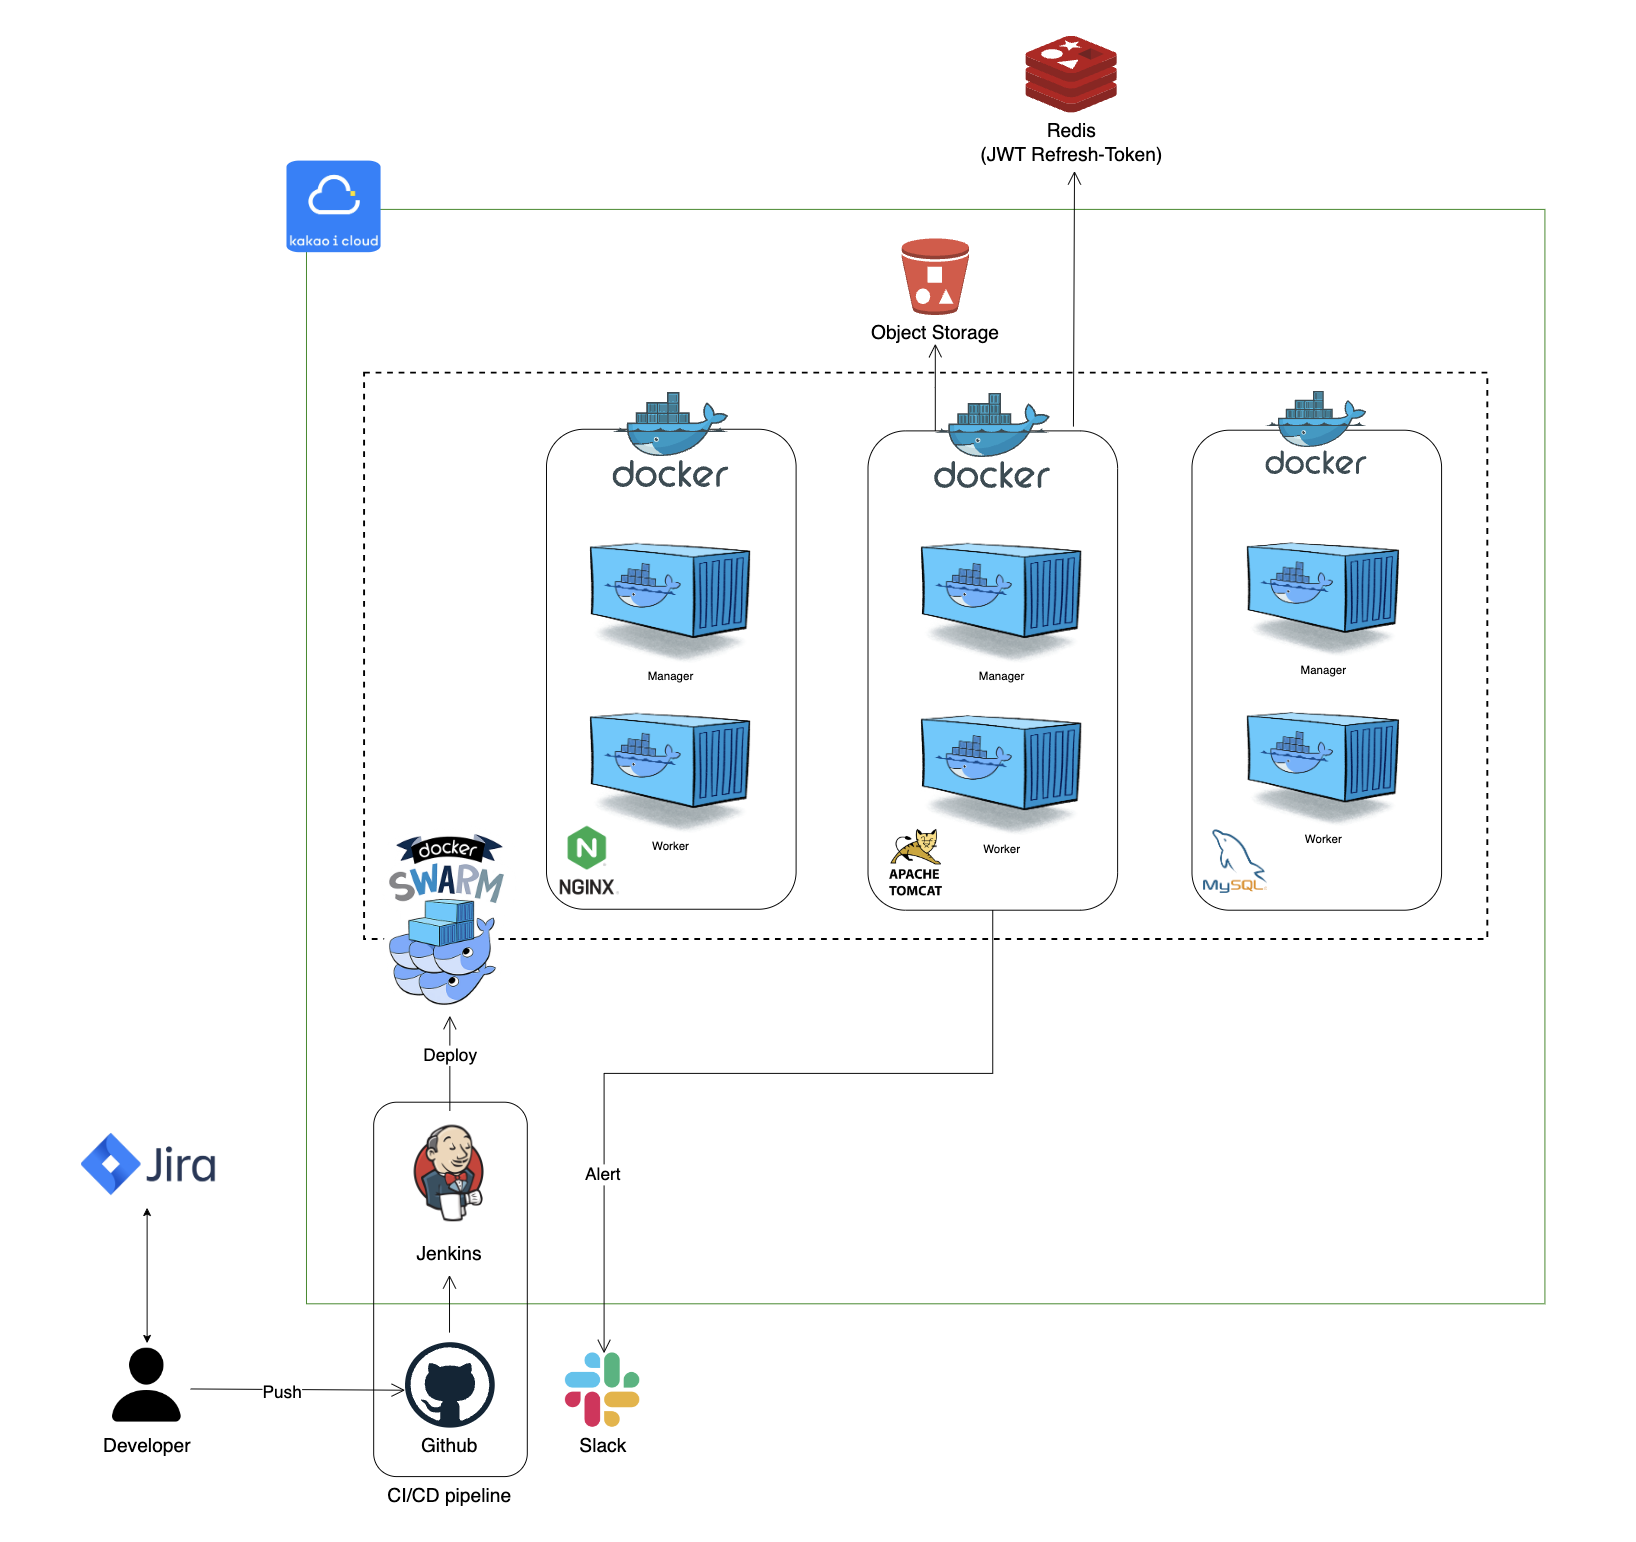 Redis
(JWT Refresh-Token)
kakao i cloud
Object Storage
docker
docker
docker
Manager
Manager
Manager
Worker
Worker
Worker
NGINX
APACHE
TOMCAT
MySQL
docker
SWARM
Deploy
Jira
Alert
Jenkins
Push
Developer
Github
Slack
CI/CD pipeline